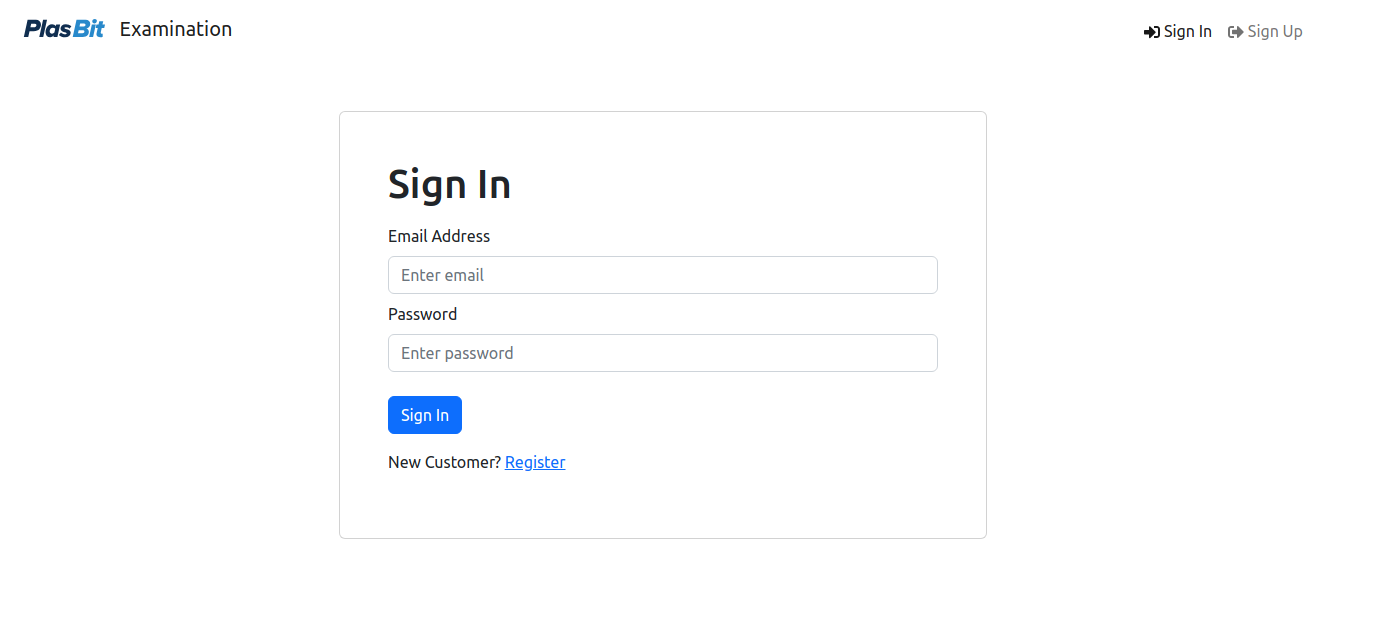 PlasBit Examination
Sign In Sign Up
Sign In
Email Address
Enter email
Password
Enter password
Sign In
New Customer? Register